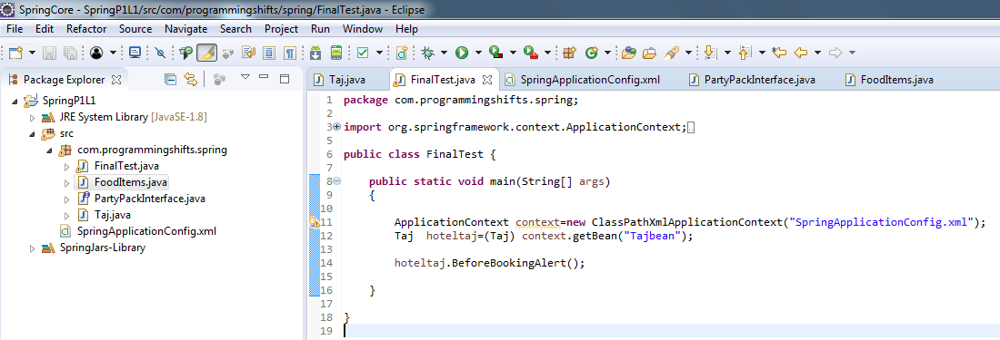 SpringCore - SpringP1L1/src/com/programmingshifts/spring/FinalTest.java - Eclipse
File Edit Refactor Source Navigate Search Project Run Window Help
Package Explorer
SpringP1L1
JRE System Library [JavaSE-1.8]
src
com.programmingshifts.spring
FinalTest.java
FoodItems.java
PartyPackInterface.java
Taj.java
SpringApplicationConfig.xml
SpringJars-Library
Taj.java FinalTest.java SpringApplicationConfig.xml PartyPackInterface.java FoodItems.java
1 package com.programmingshifts.spring;
2
3 import org.springframework.context.ApplicationContext;
5
6 public class FinalTest {
7
8 public static void main(String[] args)
9 {
10
11 ApplicationContext context=new ClassPathXmlApplicationContext("SpringApplicationConfig.xml");
12 Taj  hoteltaj=(Taj) context.getBean("Tajbean");
13
14 hoteltaj.BeforeBookingAlert();
15
16 }
17
18 }
19